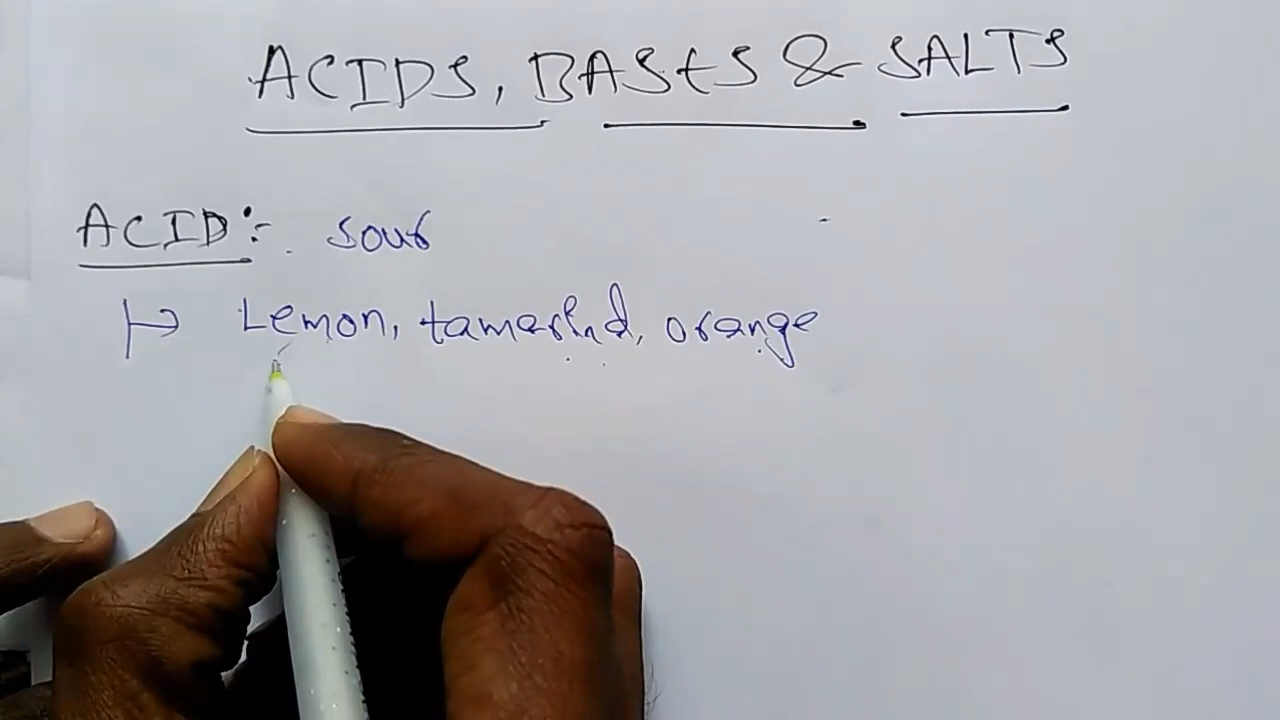 ACIDS, BASES & SALTS
ACID:- sour
→ Lemon, tamarind, orange